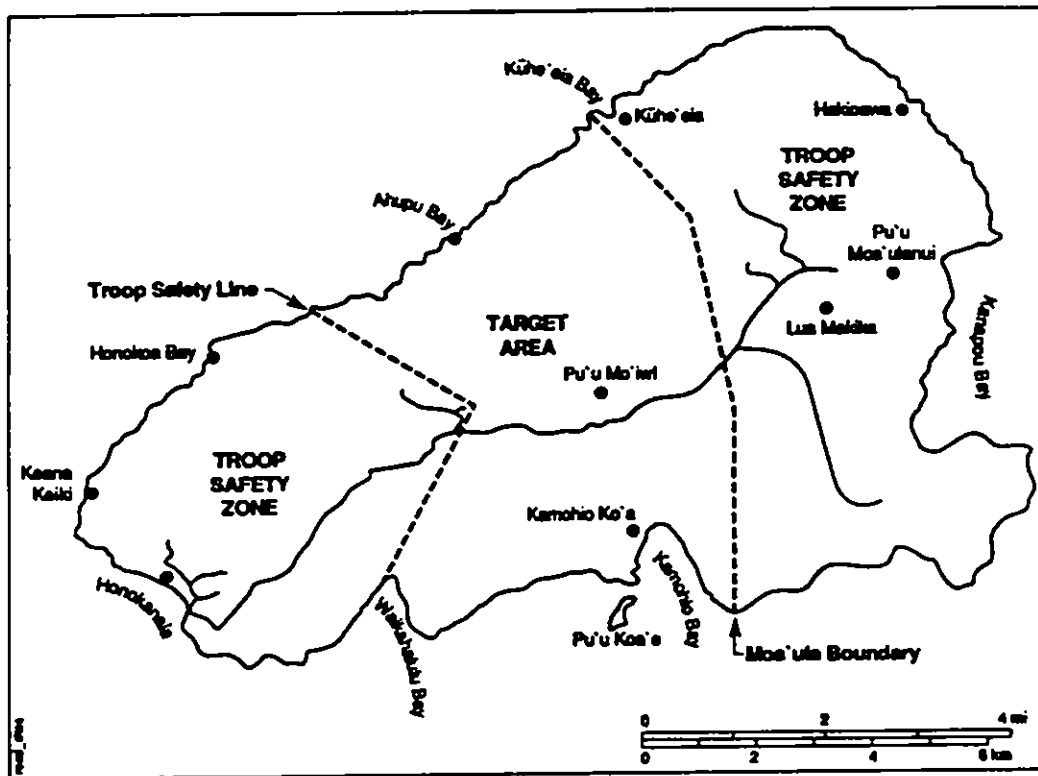 Kūhe'eia Bay
Kūhe'eia
Hakioawa
TROOP
SAFETY
ZONE
Ahupu Bay
Pu'u
Moa'ulanui
Troop Safety Line
TARGET
AREA
Lua Makika
Honokoa Bay
Kanapou Bay
Pu'u Mo'iwi
TROOP
SAFETY
ZONE
Keana
Keiki
Kamohio Ko'a
Honokanaia
Kamohio Bay
Waikahalulu Bay
Pu'u Koa'e
Moa'ula Boundary
0 2 4 mi
0 2 4 6 km